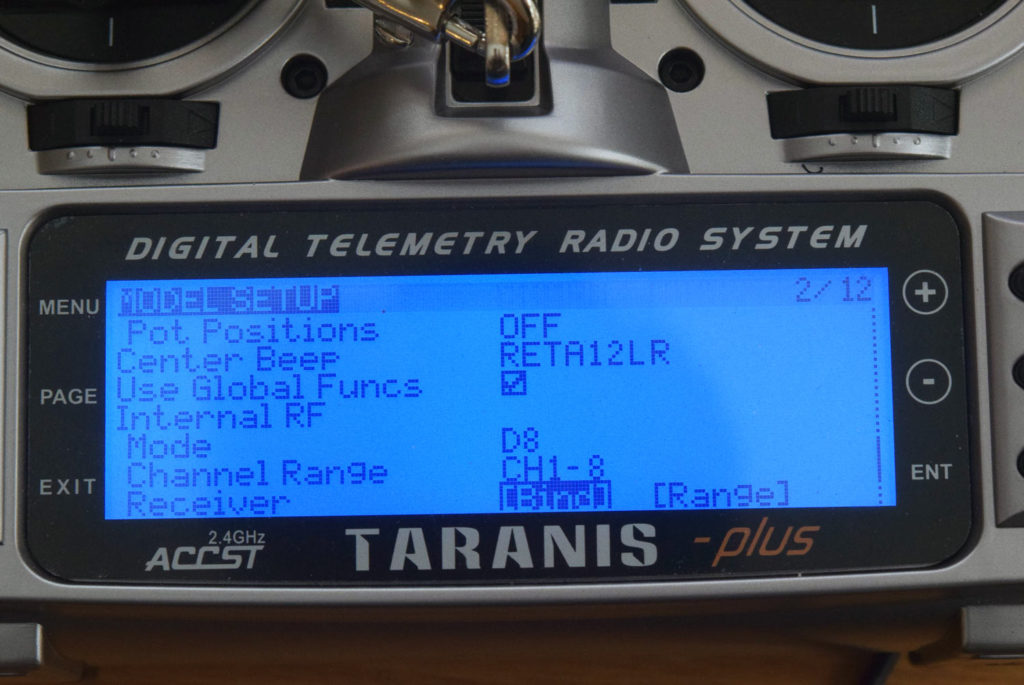 DIGITAL TELEMETRY RADIO SYSTEM
MENU
PAGE
EXIT
MODEL SETUP 2/12
Pot Positions OFF
Center Beep RETA12LR
Use Global Funcs
Internal RF
Mode D8
Channel Range CH1-8
Receiver [Bind] [Range]
+
-
ENT
2.4GHz
ACCST
TARANIS -plus